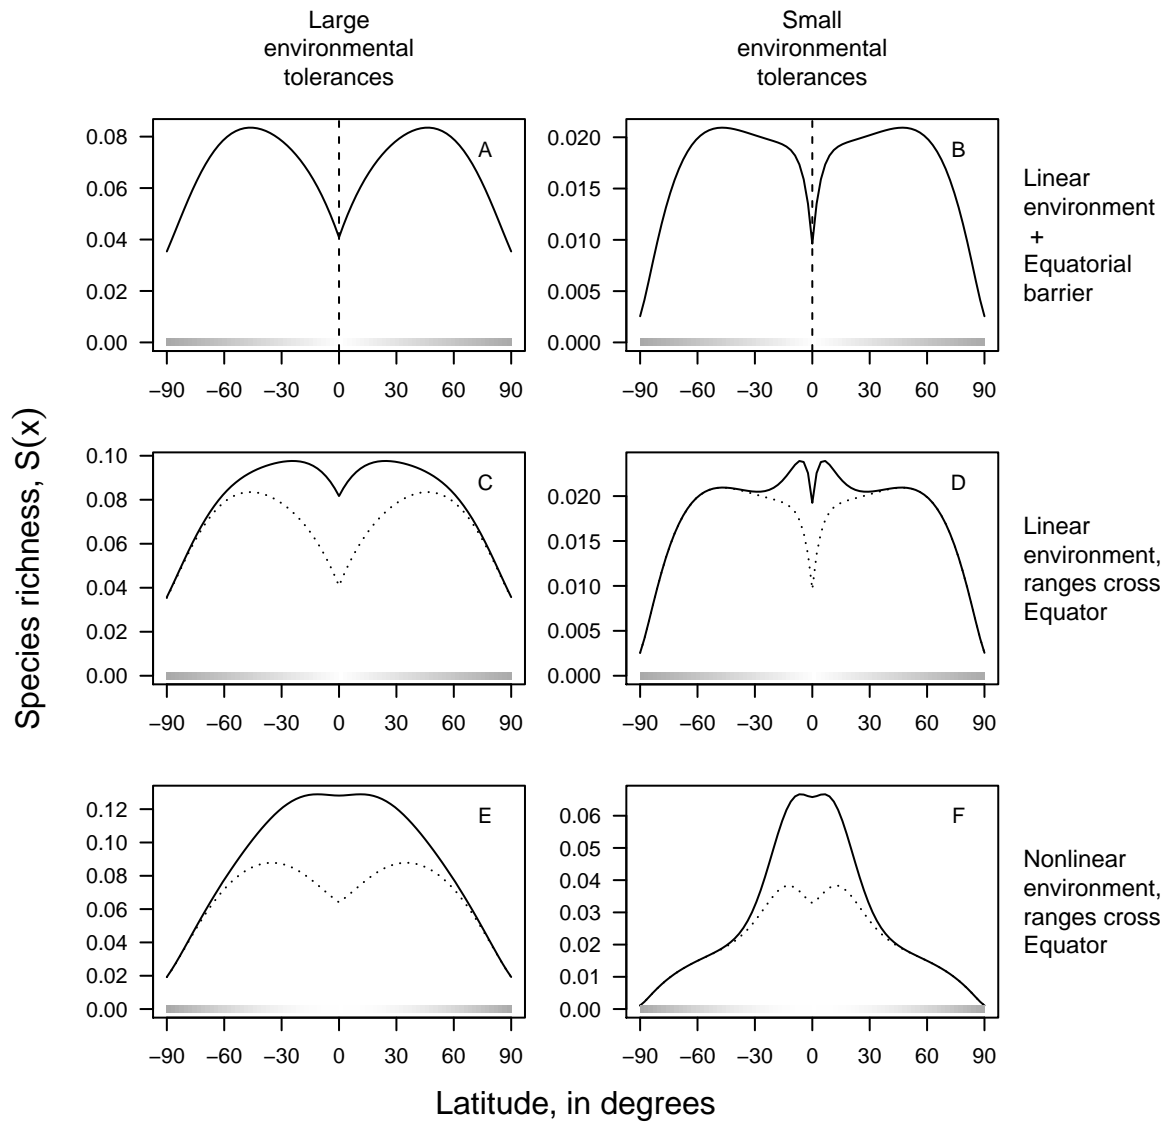 Large
environmental
tolerances
Small
environmental
tolerances
0.08
0.06
0.04
0.02
0.00
A
−90 −60 −30 0 30 60 90
0.020
0.015
0.010
0.005
0.000
B
−90 −60 −30 0 30 60 90
Linear
environment
+
Equatorial
barrier
Species richness, S(x)
0.10
0.08
0.06
0.04
0.02
0.00
C
−90 −60 −30 0 30 60 90
0.020
0.015
0.010
0.005
0.000
D
−90 −60 −30 0 30 60 90
Linear
environment,
ranges cross
Equator
0.12
0.10
0.08
0.06
0.04
0.02
0.00
E
−90 −60 −30 0 30 60 90
0.06
0.05
0.04
0.03
0.02
0.01
0.00
F
−90 −60 −30 0 30 60 90
Nonlinear
environment,
ranges cross
Equator
Latitude, in degrees